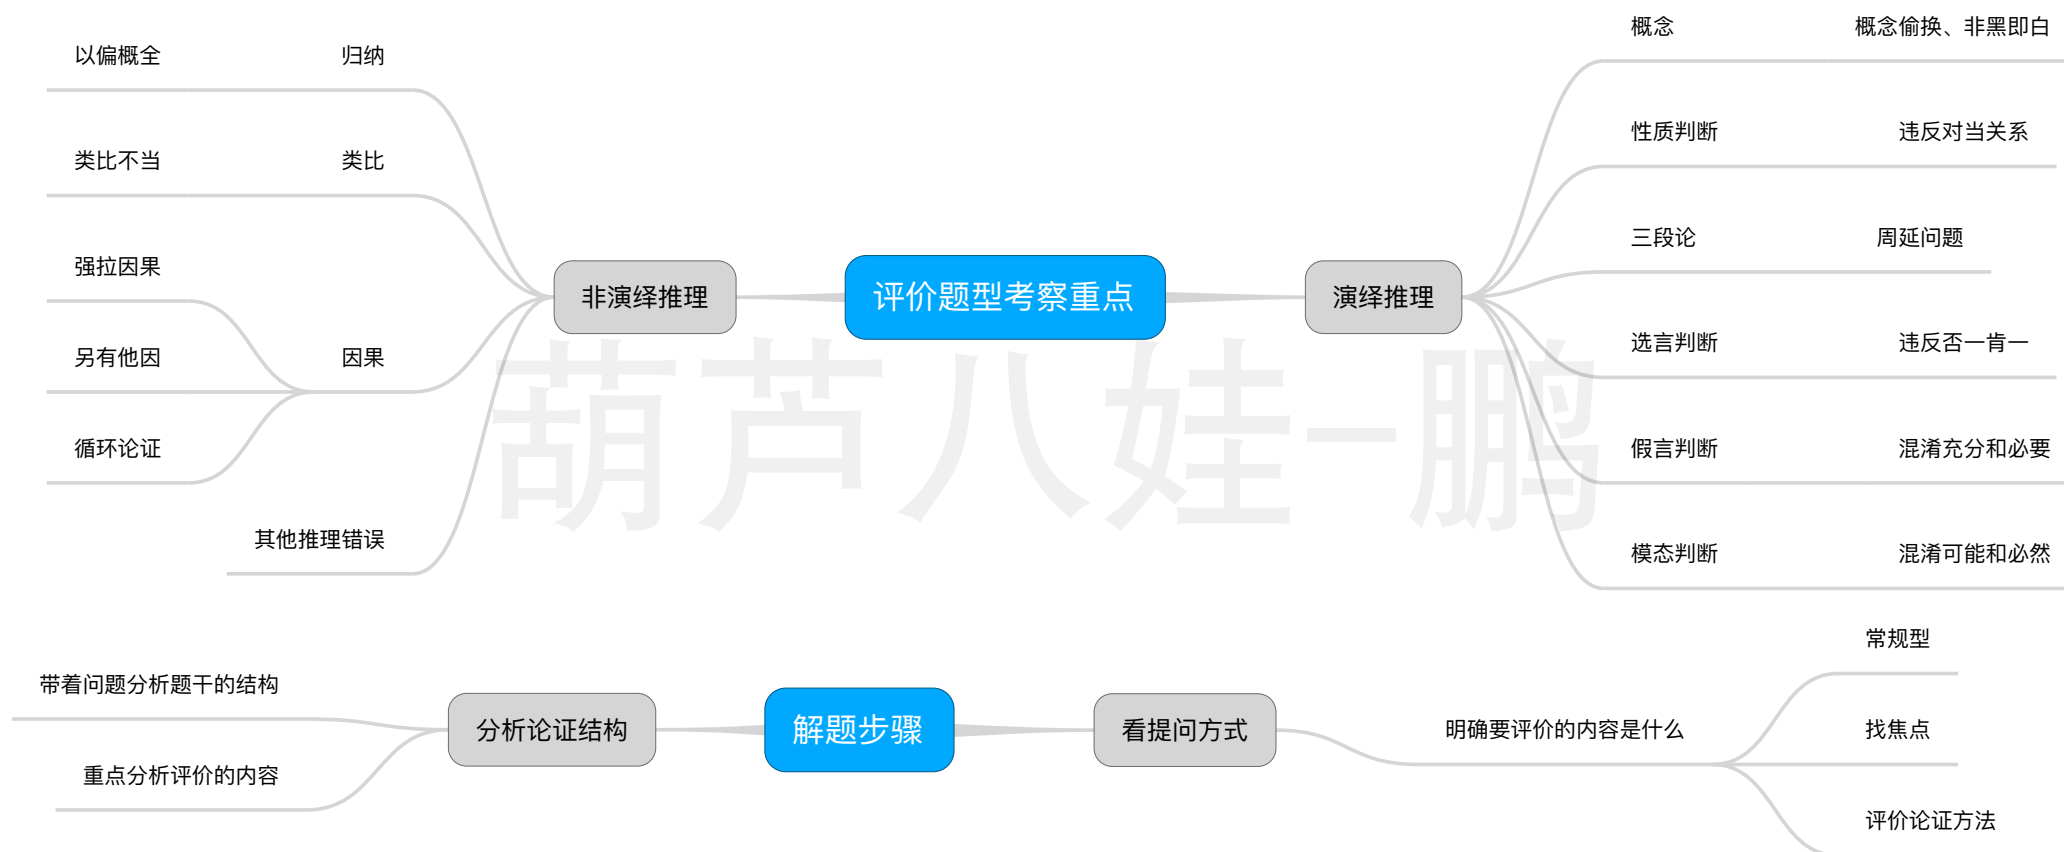 评价题型考察重点
非演绎推理
归纳
以偏概全
类比
类比不当
因果
强拉因果
另有他因
循环论证
其他推理错误
演绎推理
概念
概念偷换、非黑即白
性质判断
违反对当关系
三段论
周延问题
选言判断
违反否一肯一
假言判断
混淆充分和必要
模态判断
混淆可能和必然
葫芦八娃-鹏
解题步骤
分析论证结构
带着问题分析题干的结构
重点分析评价的内容
看提问方式
明确要评价的内容是什么
常规型
找焦点
评价论证方法